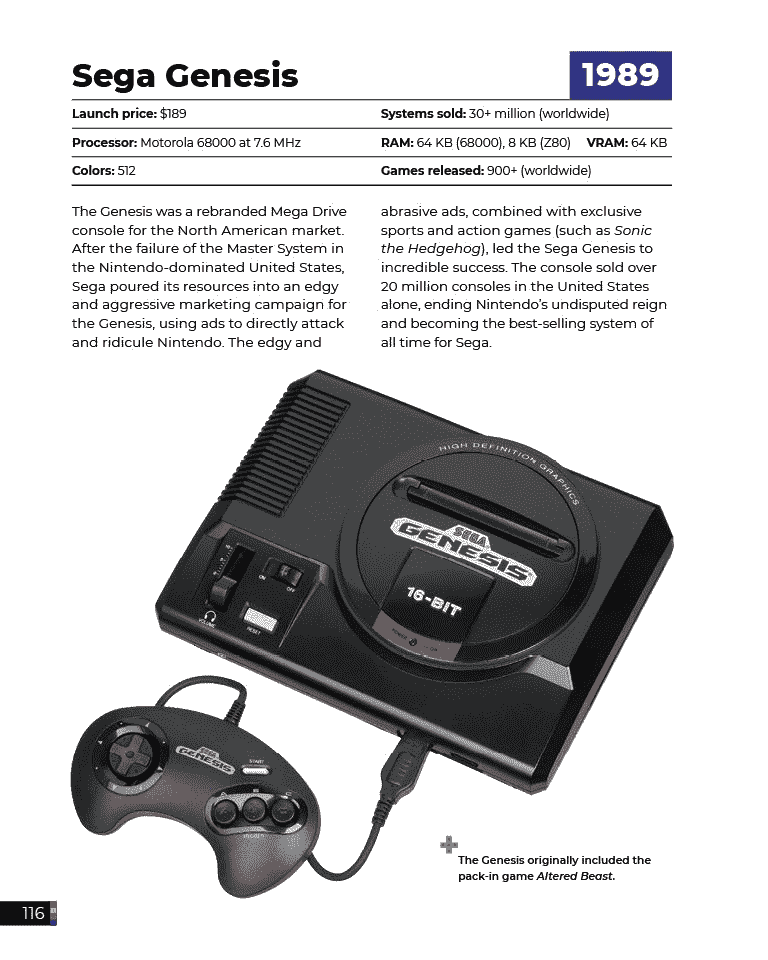 Sega Genesis
1989
Launch price: $189
Systems sold: 30+ million (worldwide)
Processor: Motorola 68000 at 7.6 MHz
RAM: 64 KB (68000), 8 KB (Z80) VRAM: 64 KB
Colors: 512
Games released: 900+ (worldwide)
The Genesis was a rebranded Mega Drive
console for the North American market.
After the failure of the Master System in
the Nintendo-dominated United States,
Sega poured its resources into an edgy
and aggressive marketing campaign for
the Genesis, using ads to directly attack
and ridicule Nintendo. The edgy and
abrasive ads, combined with exclusive
sports and action games (such as Sonic
the Hedgehog), led the Sega Genesis to
incredible success. The console sold over
20 million consoles in the United States
alone, ending Nintendo’s undisputed reign
and becoming the best-selling system of
all time for Sega.
HIGH DEFINITION GRAPHICS
SEGA
GENESIS
16-BIT
POWER
ON
OFF
VOLUME
RESET
SEGA
GENESIS
START
The Genesis originally included the
pack-in game Altered Beast.
116